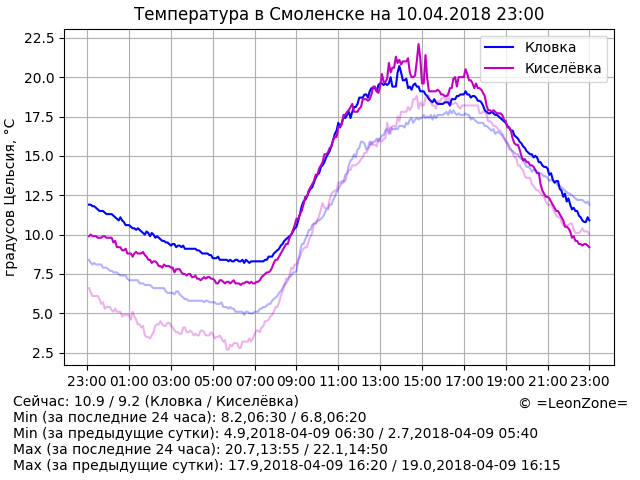 Температура в Смоленске на 10.04.2018 23:00
градусов Цельсия, °C
22.5
20.0
17.5
15.0
12.5
10.0
7.5
5.0
2.5
Кловка
Киселёвка
23:00 01:00 03:00 05:00 07:00 09:00 11:00 13:00 15:00 17:00 19:00 21:00 23:00
© =LeonZone=
Сейчас: 10.9 / 9.2 (Кловка / Киселёвка)
Min (за последние 24 часа): 8.2,06:30 / 6.8,06:20
Min (за предыдущие сутки): 4.9,2018-04-09 06:30 / 2.7,2018-04-09 05:40
Max (за последние 24 часа): 20.7,13:55 / 22.1,14:50
Max (за предыдущие сутки): 17.9,2018-04-09 16:20 / 19.0,2018-04-09 16:15